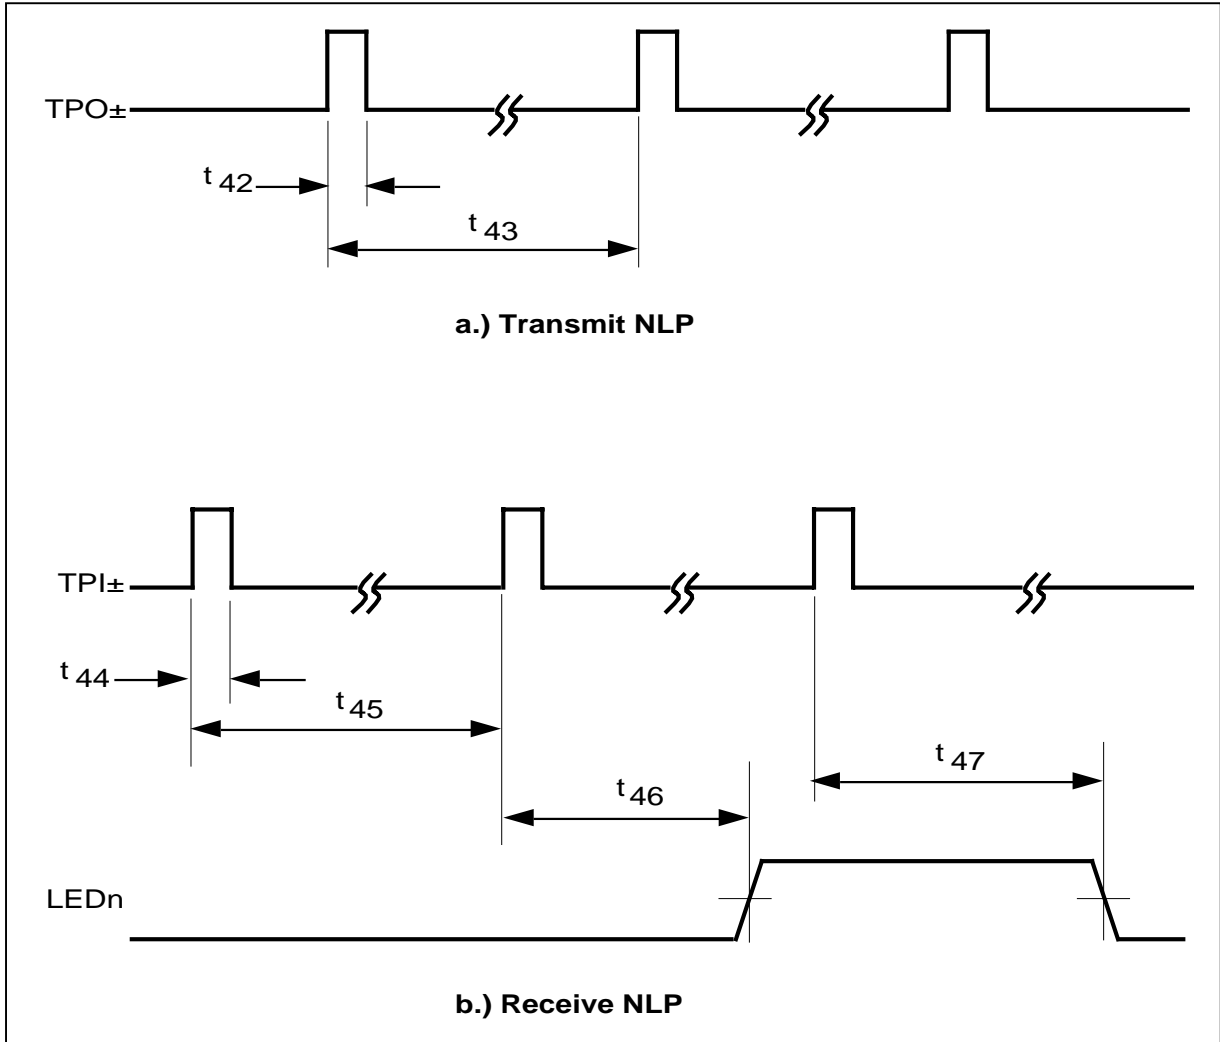 TPO±
t 42
t 43
a.) Transmit NLP
TPI±
t 44
t 45
t 46
t 47
LEDn
b.) Receive NLP